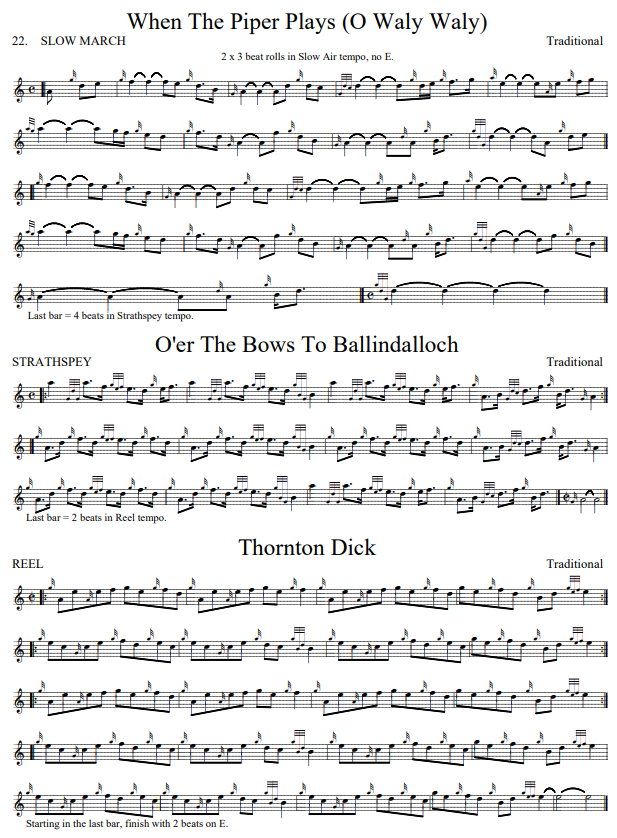 When The Piper Plays (O Waly Waly)
22. SLOW MARCH Traditional
2 x 3 beat rolls in Slow Air tempo, no E.
Last bar = 4 beats in Strathspey tempo.
O'er The Bows To Ballindalloch
STRATHSPEY Traditional
Last bar = 2 beats in Reel tempo.
Thornton Dick
REEL Traditional
Starting in the last bar, finish with 2 beats on E.